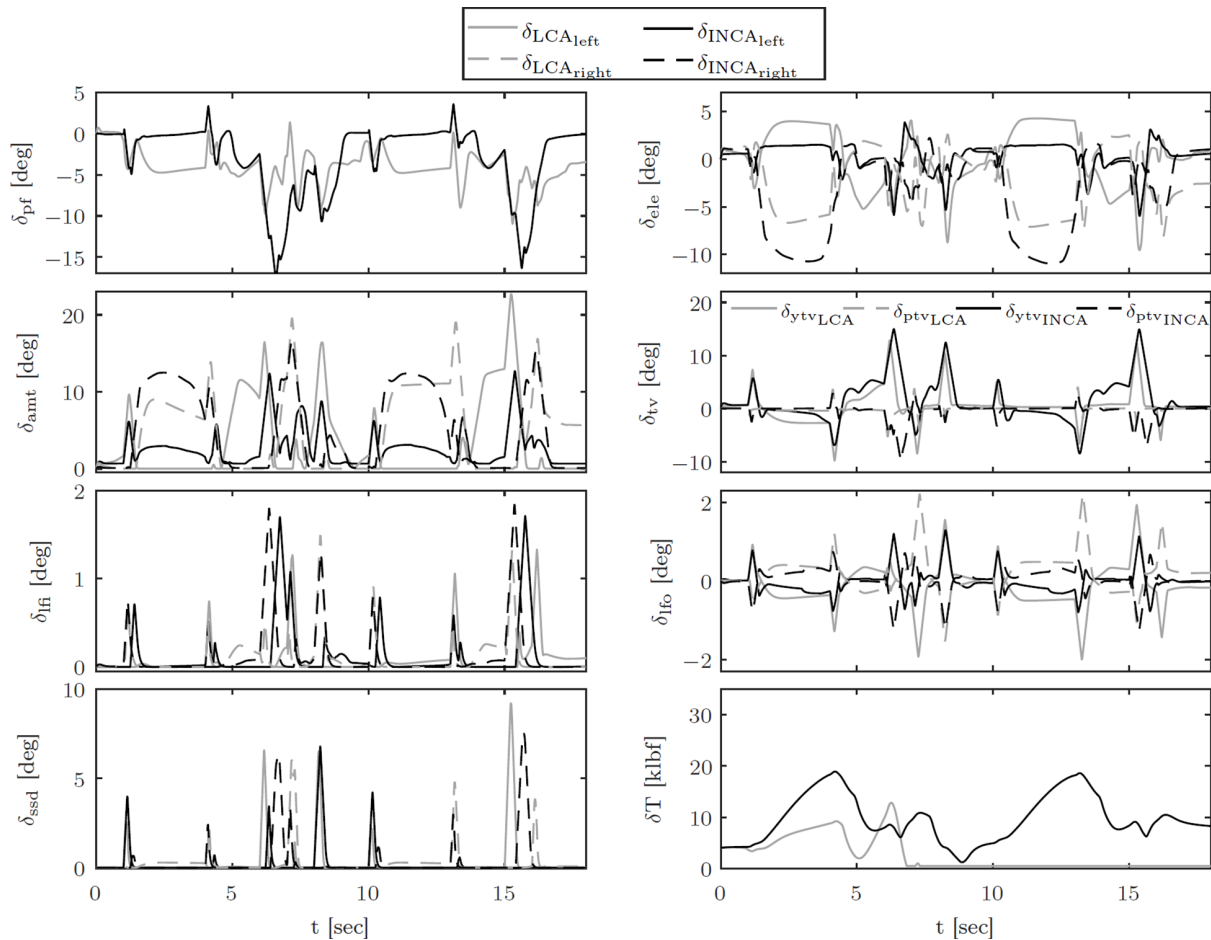 δLCAleft δINCAleft
δLCAright δINCAright
5
0
−5
−10
−15
δpf [deg]
5
0
−5
−10
δele [deg]
20
10
0
δamt [deg]
20
10
0
−10
δtv [deg]
δytvLCA δptvLCA δytvINCA δptvINCA
2
1
0
δlfi [deg]
2
0
−2
δlfo [deg]
10
5
0
δssd [deg]
0 5 10 15
t [sec]
30
20
10
0
δT [klbf]
0 5 10 15
t [sec]